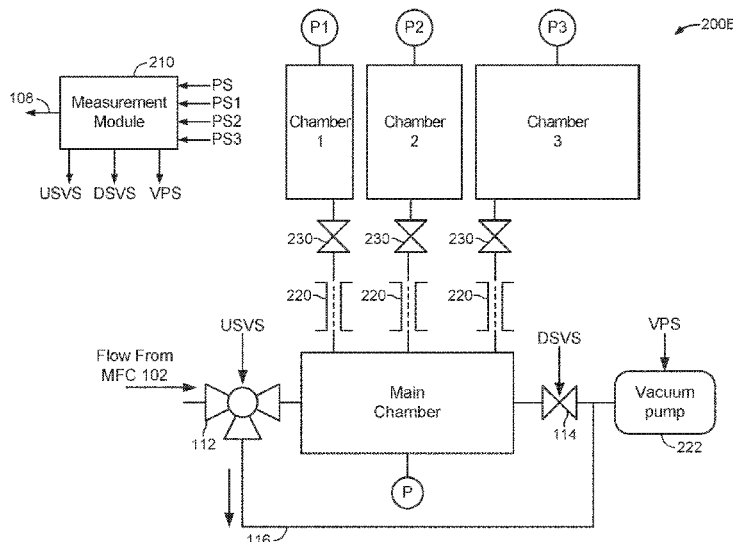 P1
P2
P3
200E
210
108
Measurement
Module
PS
PS1
PS2
PS3
USVS
DSVS
VPS
Chamber
1
Chamber
2
Chamber
3
230
230
230
220
220
220
USVS
DSVS
VPS
Flow From
MFC 102
Main
Chamber
Vacuum
pump
112
114
222
P
116